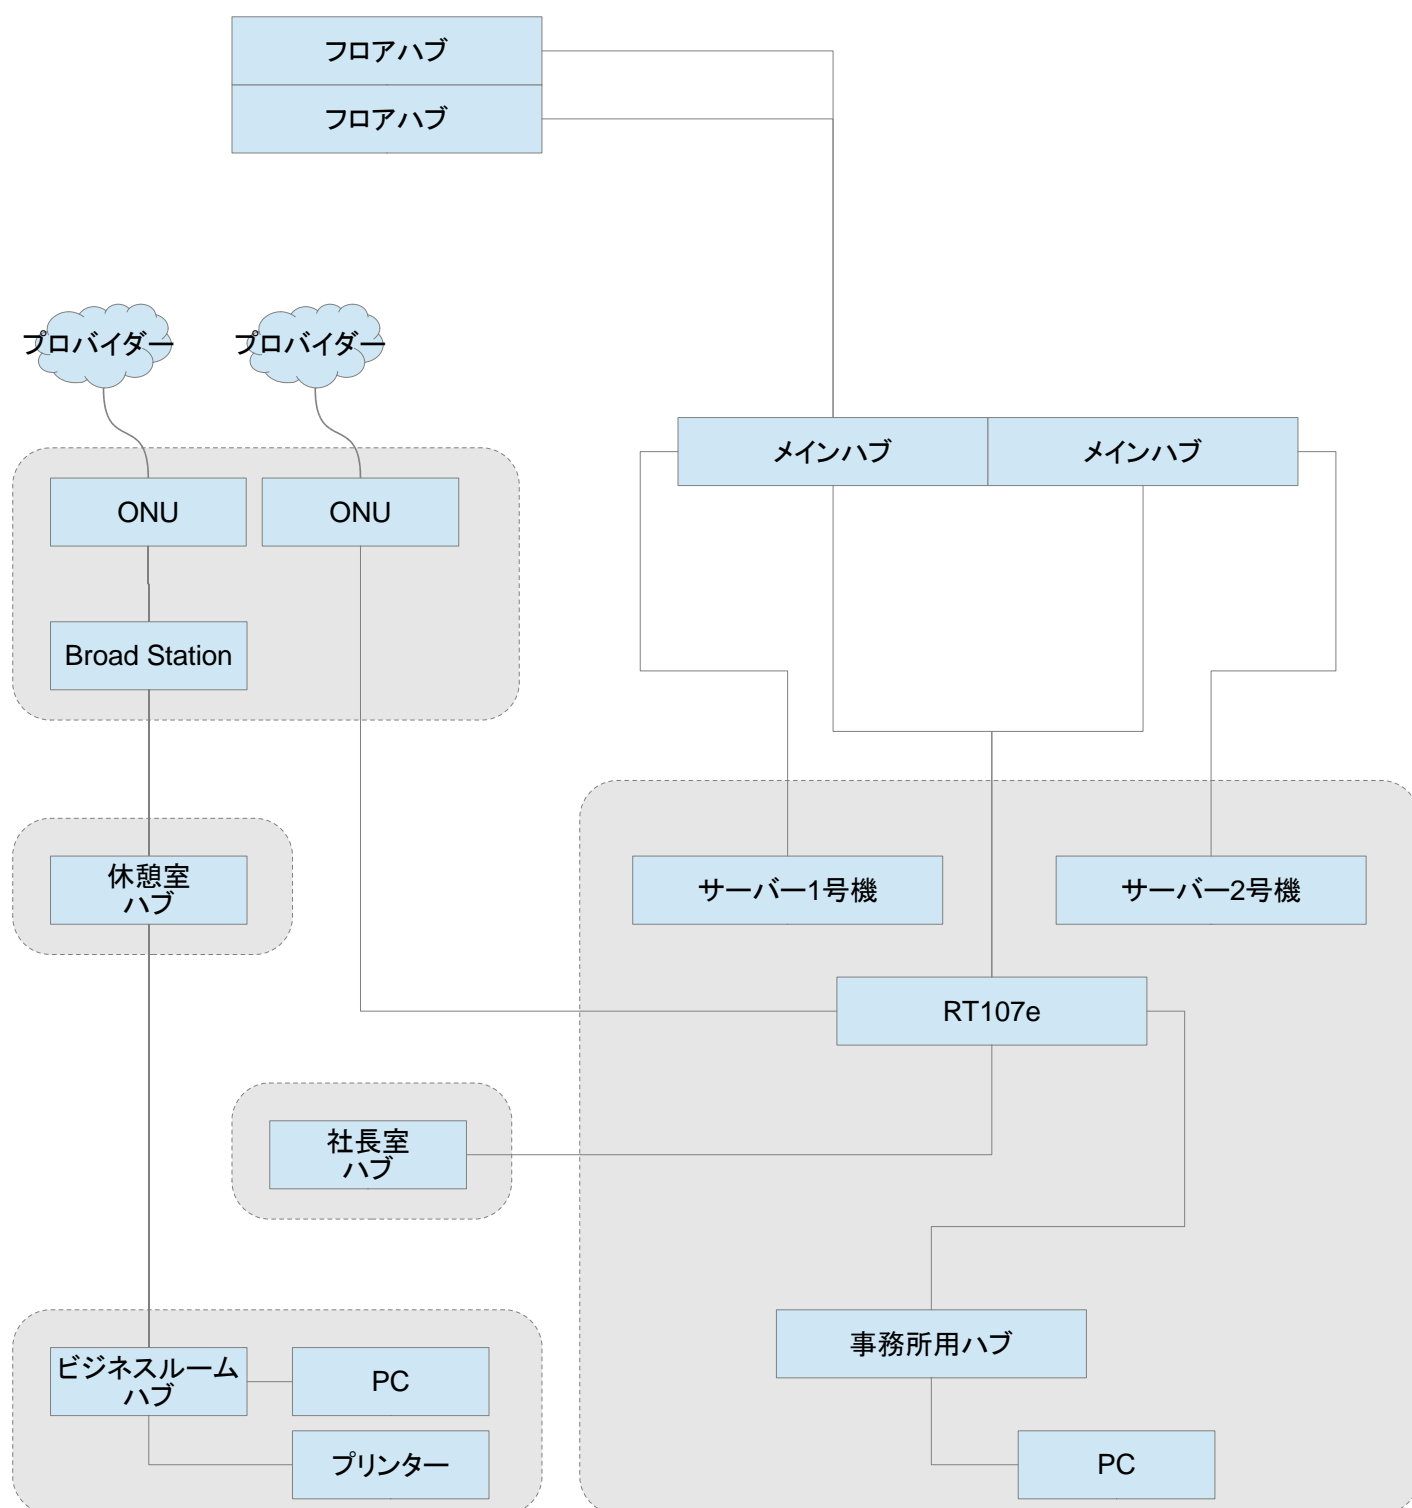 フロアハブ
フロアハブ
プロバイダー
プロバイダー
メインハブ
メインハブ
ONU
ONU
Broad Station
休憩室
ハブ
サーバー1号機
サーバー2号機
RT107e
社長室
ハブ
事務所用ハブ
ビジネスルーム
ハブ
PC
プリンター
PC